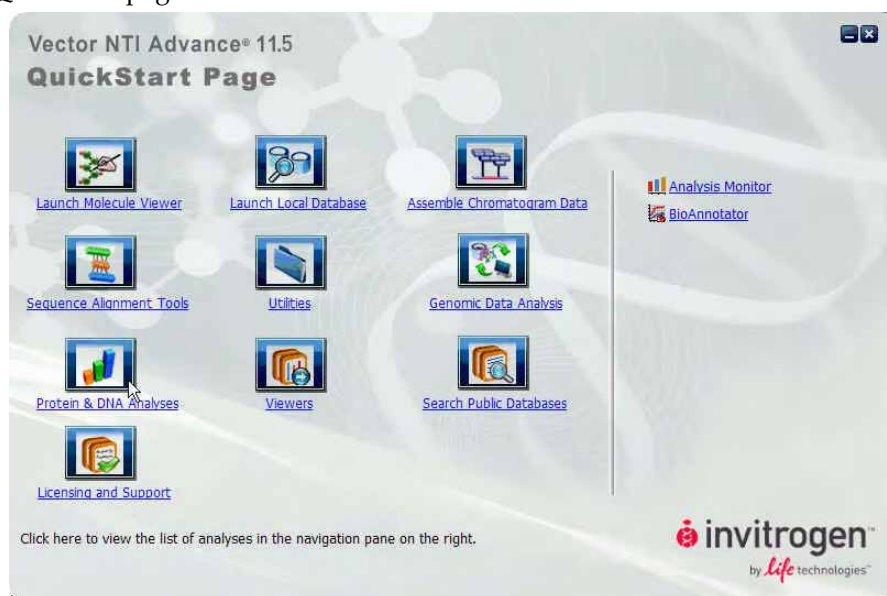 Vector NTI Advance® 11.5
QuickStart Page
Launch Molecule Viewer
Launch Local Database
Assemble Chromatogram Data
Analysis Monitor
BioAnnotator
Sequence Alignment Tools
Utilities
Genomic Data Analysis
Protein & DNA Analyses
Viewers
Search Public Databases
Licensing and Support
Click here to view the list of analyses in the navigation pane on the right.
invitrogen™
by life technologies™